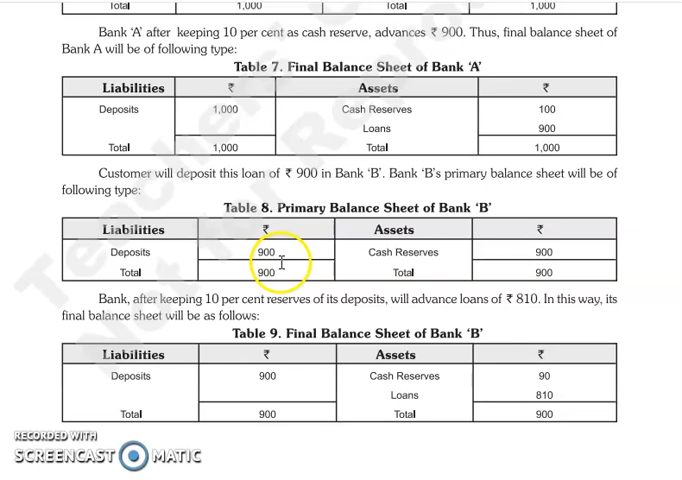 Total 1,000 Total 1,000
Bank 'A' after keeping 10 per cent as cash reserve, advances ₹ 900. Thus, final balance sheet of
Bank A will be of following type:
Table 7. Final Balance Sheet of Bank 'A'
Liabilities ₹ Assets ₹
Deposits 1,000 Cash Reserves 100
Loans 900
Total 1,000 Total 1,000
Customer will deposit this loan of ₹ 900 in Bank 'B'. Bank 'B's primary balance sheet will be of
following type:
Table 8. Primary Balance Sheet of Bank 'B'
Liabilities ₹ Assets ₹
Deposits 900 Cash Reserves 900
Total 900 Total 900
Bank, after keeping 10 per cent reserves of its deposits, will advance loans of ₹ 810. In this way, its
final balance sheet will be as follows:
Table 9. Final Balance Sheet of Bank 'B'
Liabilities ₹ Assets ₹
Deposits 900 Cash Reserves 90
Loans 810
Total 900 Total 900
RECORDED WITH
SCREENCAST MATIC
Teachers'
Not for Reprod